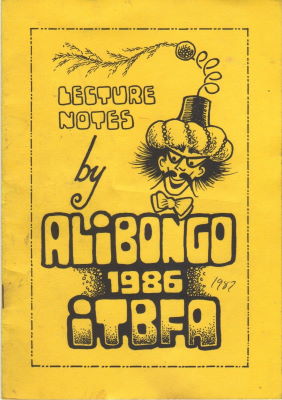 LECTURE
NOTES
by
ALiBONGO
1986
1987
iTBFA